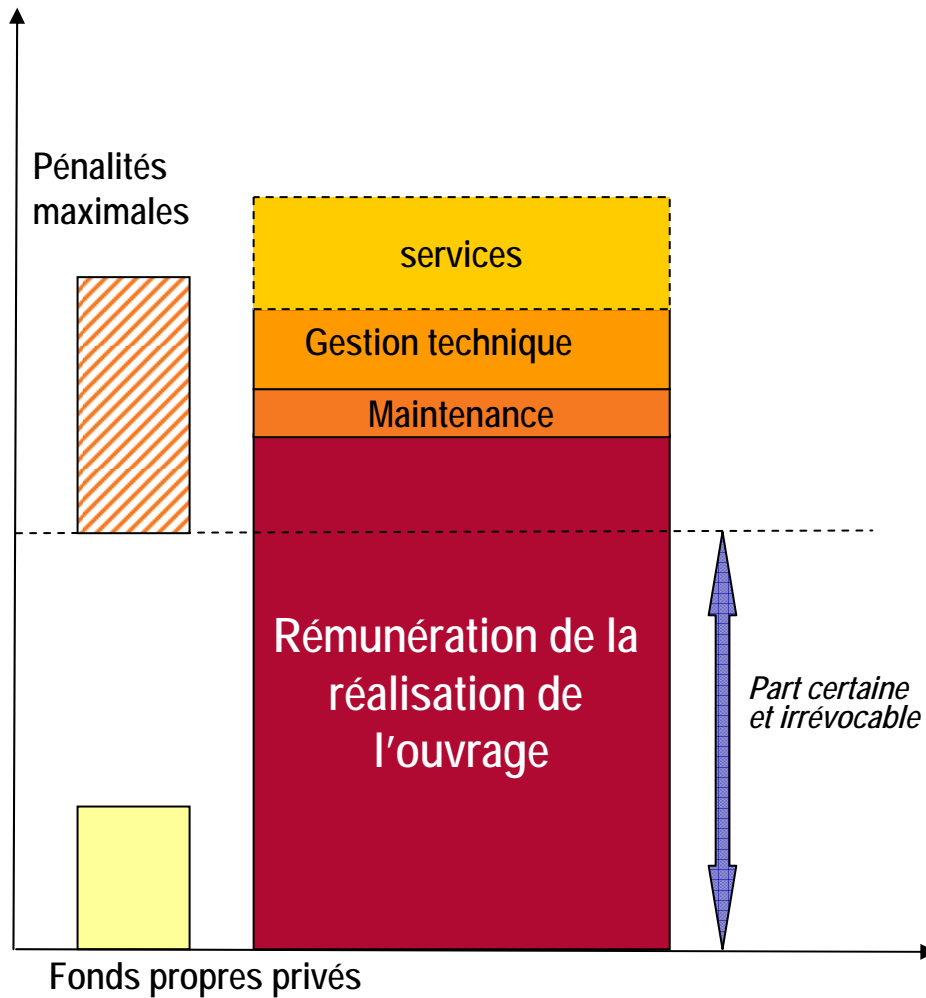 Pénalités
maximales
services
Gestion technique
Maintenance
Rémunération de la
réalisation de
l'ouvrage
Part certaine
et irrévocable
Fonds propres privés